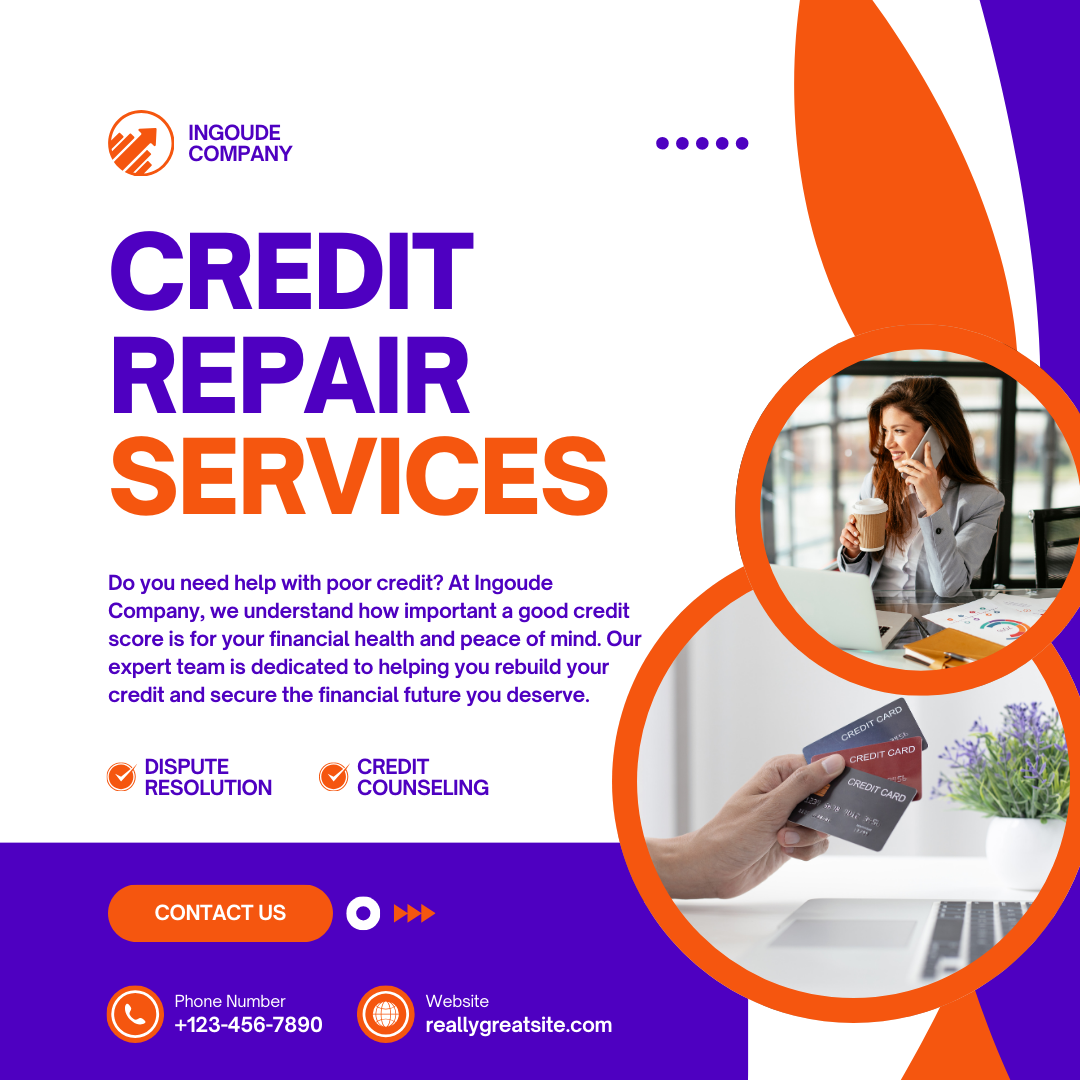 INGOUDE
COMPANY
CREDIT
REPAIR
SERVICES
Do you need help with poor credit? At Ingoude
Company, we understand how important a good credit
score is for your financial health and peace of mind. Our
expert team is dedicated to helping you rebuild your
credit and secure the financial future you deserve.
DISPUTE
RESOLUTION
CREDIT
COUNSELING
CREDIT CARD
CREDIT CARD
CREDIT CARD
CONTACT US
Phone Number
+123-456-7890
Website
reallygreatsite.com